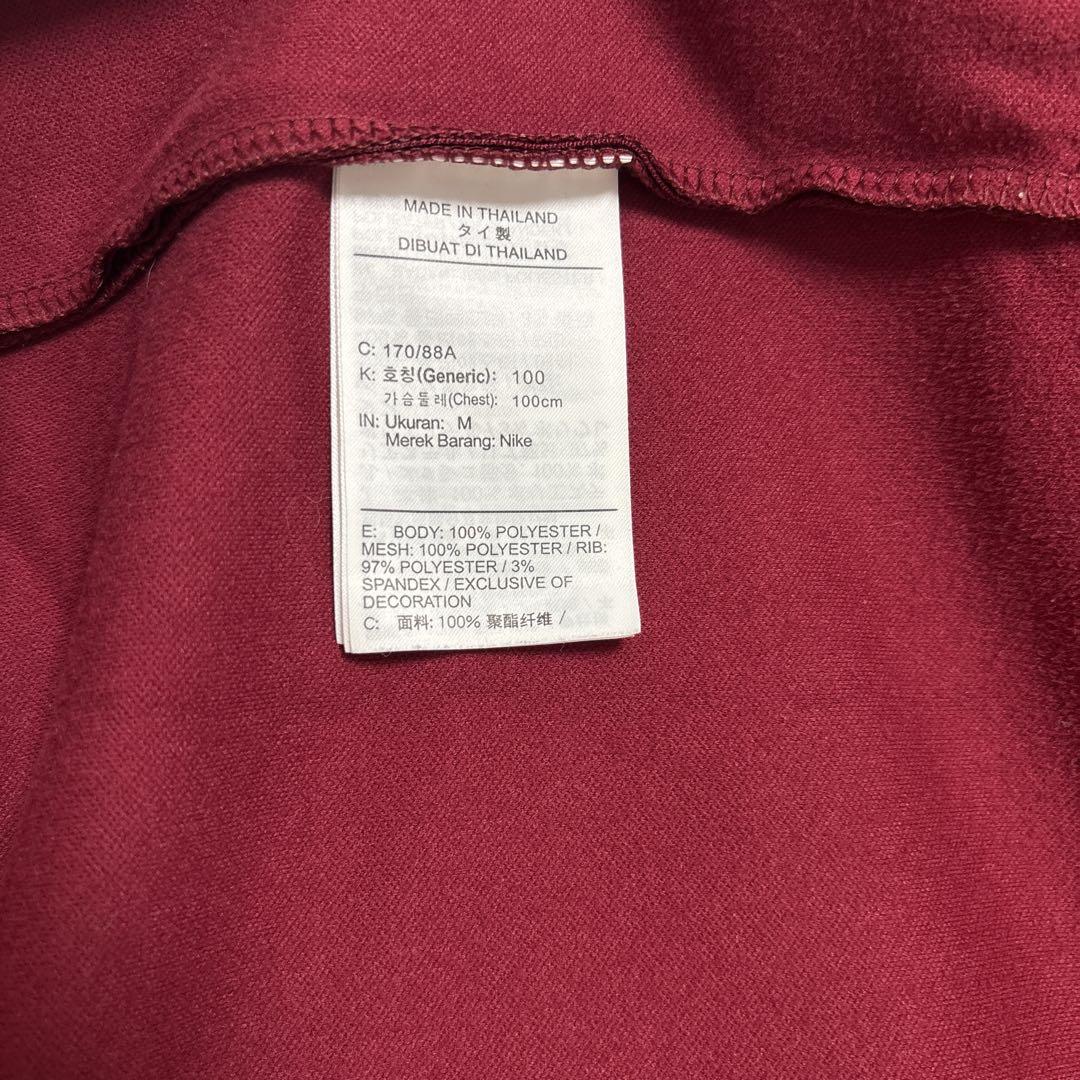 MADE IN THAILAND
タイ製
DIBUAT DI THAILAND
C: 170/88A
K: 호칭(Generic): 100
가슴둘레(Chest): 100cm
IN: Ukuran: M
Merek Barang: Nike
E: BODY: 100% POLYESTER /
MESH: 100% POLYESTER / RIB:
97% POLYESTER / 3%
SPANDEX / EXCLUSIVE OF
DECORATION
C: 面料: 100% 聚酯纤维 /